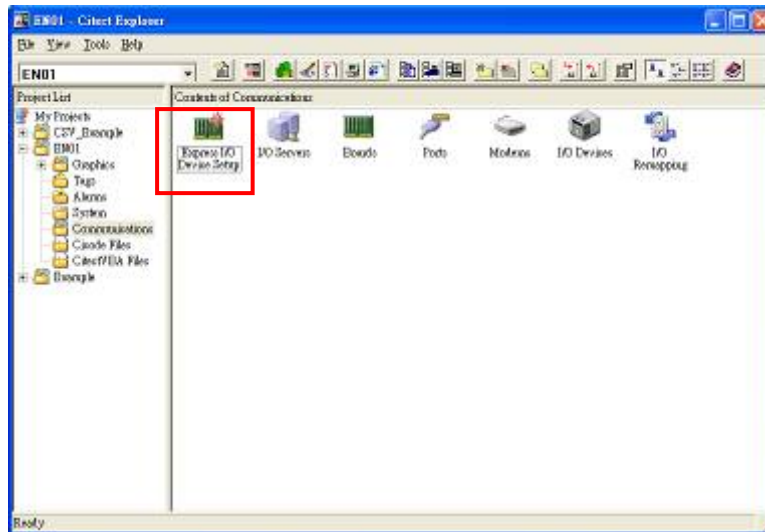 EN01 - Citect Explorer
File View Tools Help
EN01
Project List
Contents of Communications
My Projects
CSV_Example
EN01
Graphics
Tags
Alarms
System
Communications
Cicode Files
CitectVBA Files
Example
Express I/O Device Setup
I/O Servers
Boards
Ports
Modems
I/O Devices
I/O Remapping
Ready